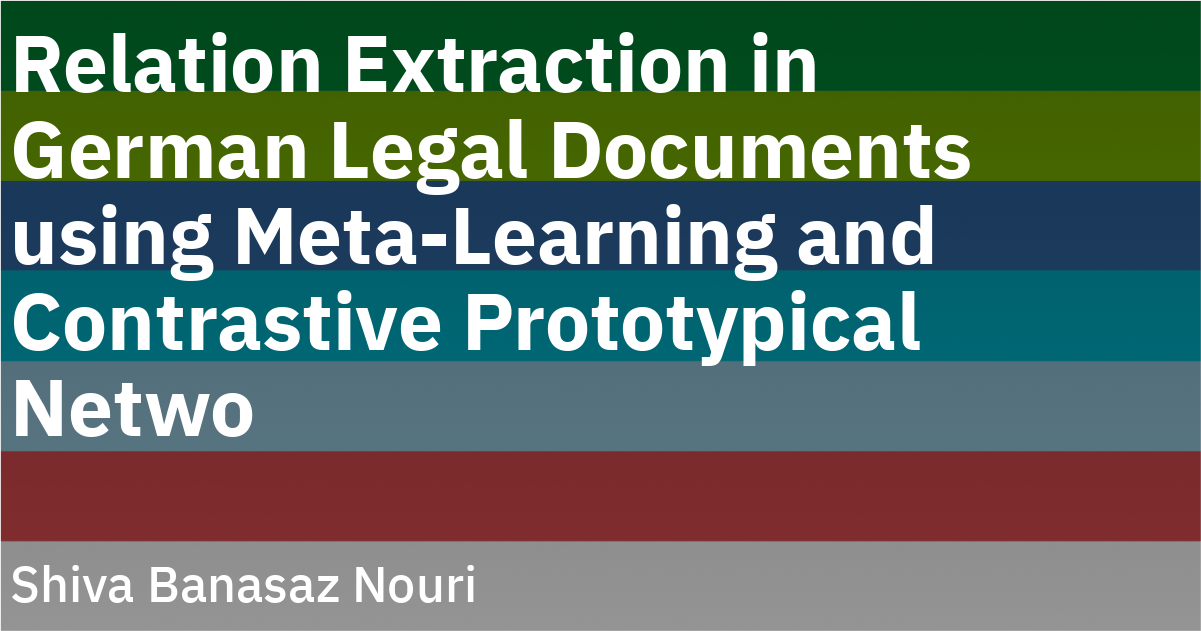 Relation Extraction in
German Legal Documents
using Meta-Learning and
Contrastive Prototypical
Netwo
Shiva Banasaz Nouri